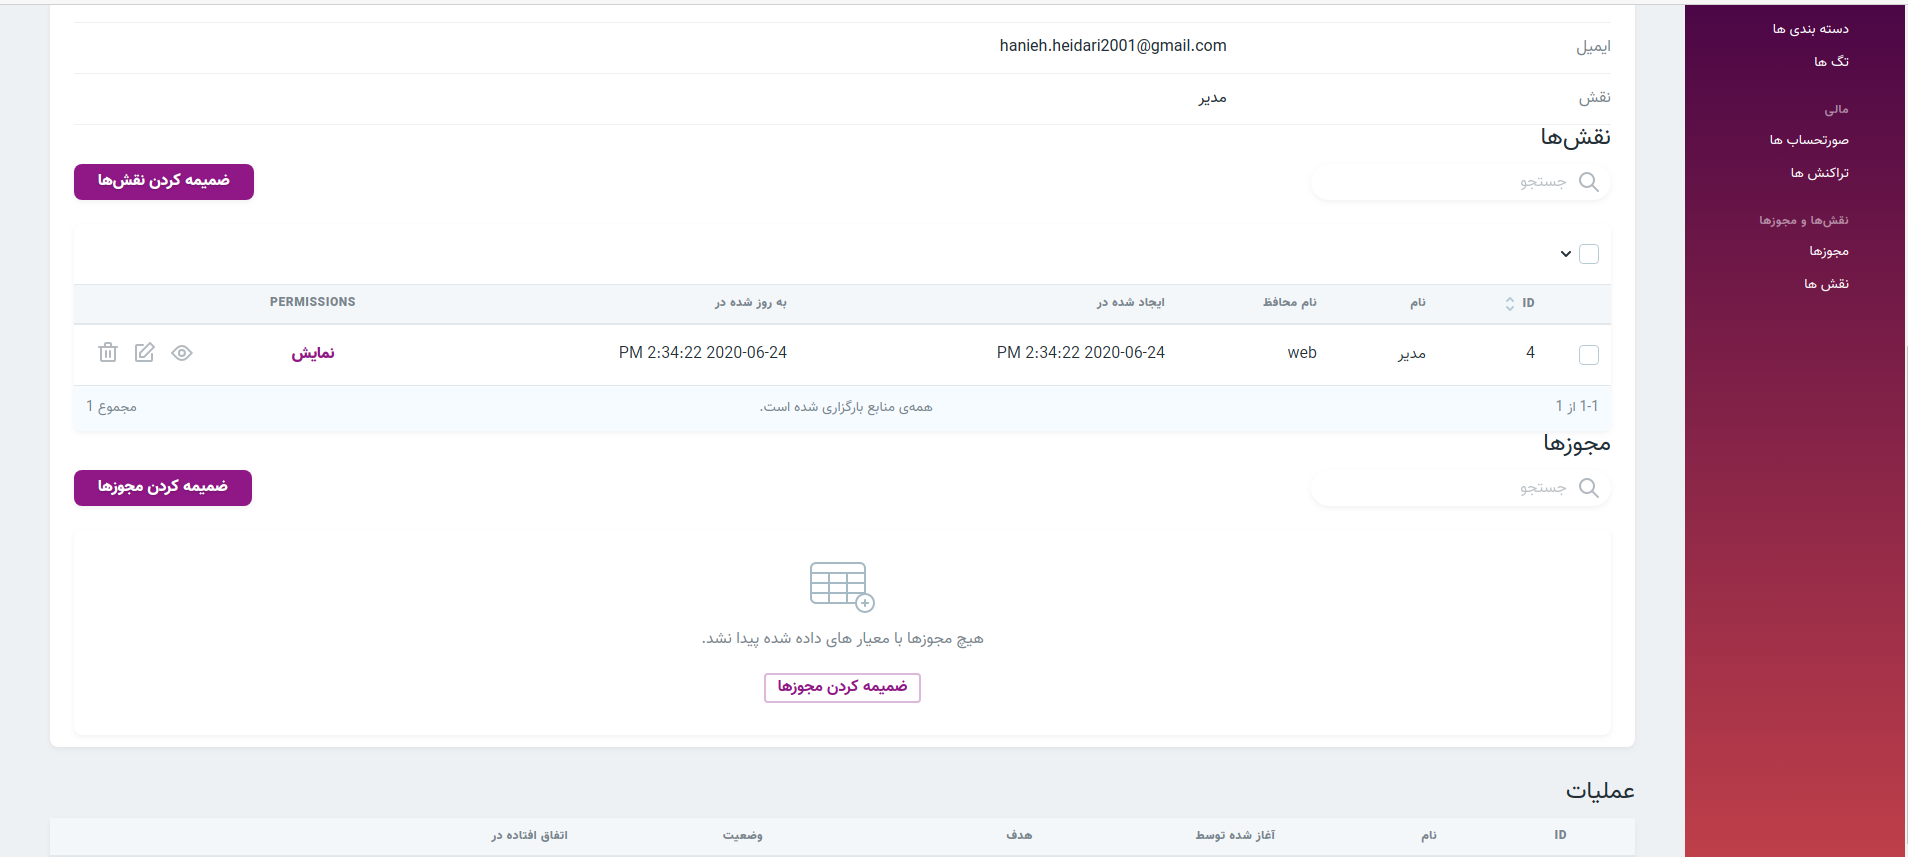 دسته بندی ها
تگ ها
مالی
صورتحساب ها
تراکنش ها
نقش‌ها و مجوزها
مجوزها
نقش ها
ایمیل hanieh.heidari2001@gmail.com
نقش مدیر
نقش‌ها
جستجو ضمیمه کردن نقش‌ها
ID نام نام محافظ ایجاد شده در به روز شده در PERMISSIONS
4 مدیر web PM 2:34:22 2020-06-24 PM 2:34:22 2020-06-24 نمایش
1-1 از 1 همه‌ی منابع بارگزاری شده است. مجموع 1
مجوزها
جستجو ضمیمه کردن مجوزها
هیچ مجوزها با معیار های داده شده پیدا نشد.
ضمیمه کردن مجوزها
عملیات
ID نام آغاز شده توسط هدف وضعیت اتفاق افتاده در